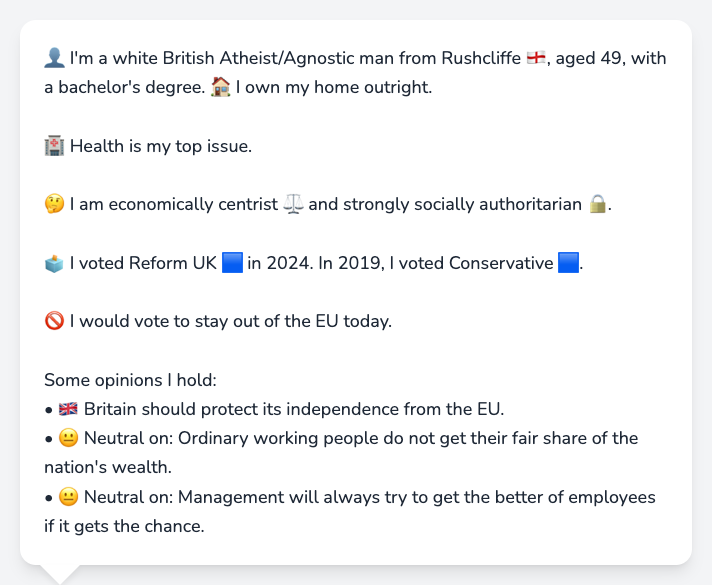 👤 I'm a white British Atheist/Agnostic man from Rushcliffe 🏴󠁧󠁢󠁥󠁮󠁧󠁿, aged 49, with
a bachelor's degree. 🏠 I own my home outright.
🏥 Health is my top issue.
🤔 I am economically centrist ⚖️ and strongly socially authoritarian 🔒.
🗳️ I voted Reform UK 🟦 in 2024. In 2019, I voted Conservative 🟦.
🚫 I would vote to stay out of the EU today.
Some opinions I hold:
• 🇬🇧 Britain should protect its independence from the EU.
• 😐 Neutral on: Ordinary working people do not get their fair share of the
nation's wealth.
• 😐 Neutral on: Management will always try to get the better of employees
if it gets the chance.